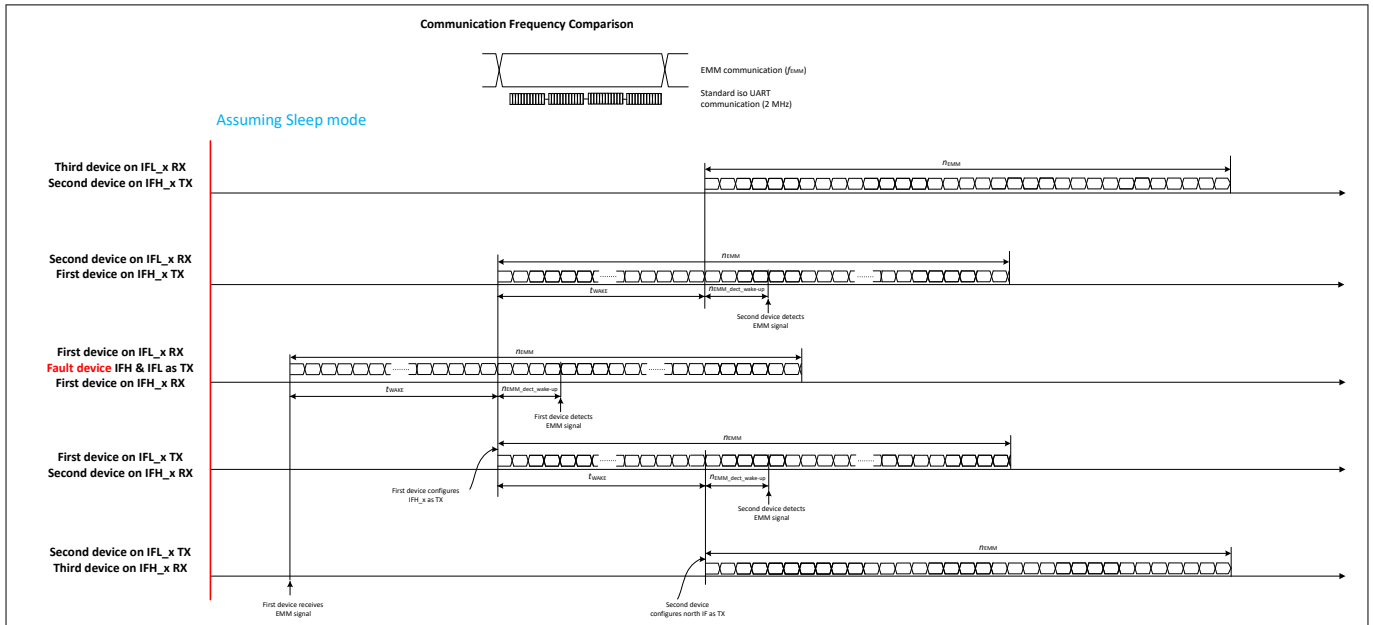 Communication Frequency Comparison
EMM communication (fEMM)
Standard iso UART
communication (2 MHz)
Assuming Sleep mode
Third device on IFL_x RX
Second device on IFH_x TX
nEMM
Second device on IFL_x RX
First device on IFH_x TX
nEMM
........
........
tWAKE
nEMM_dect_wake-up
Second device detects
EMM signal
First device on IFL_x RX
Fault device IFH & IFL as TX
First device on IFH_x RX
nEMM
........
........
tWAKE
nEMM_dect_wake-up
First device detects
EMM signal
First device on IFL_x TX
Second device on IFH_x RX
nEMM
........
........
tWAKE
nEMM_dect_wake-up
First device configures
IFH_x as TX
Second device detects
EMM signal
Second device on IFL_x TX
Third device on IFH_x RX
nEMM
First device receives
EMM signal
Second device
configures north IF as TX